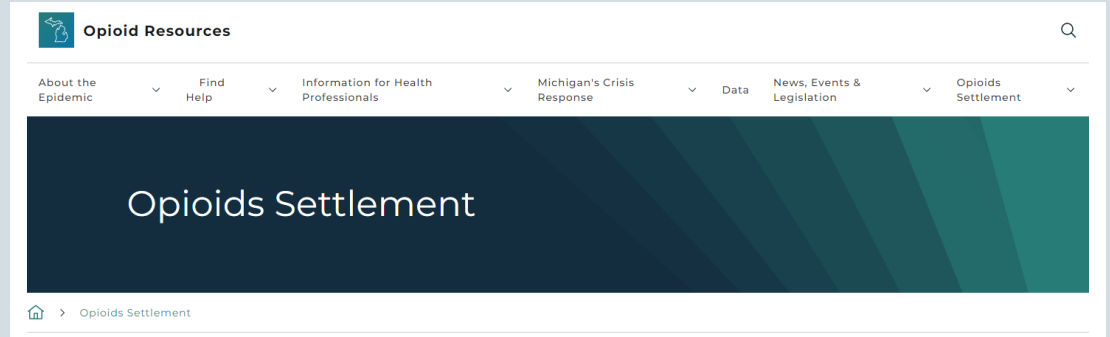 Opioid Resources
About the
Epidemic
Find
Help
Information for Health
Professionals
Michigan's Crisis
Response
Data
News, Events &
Legislation
Opioids
Settlement
Opioids Settlement
Opioids Settlement